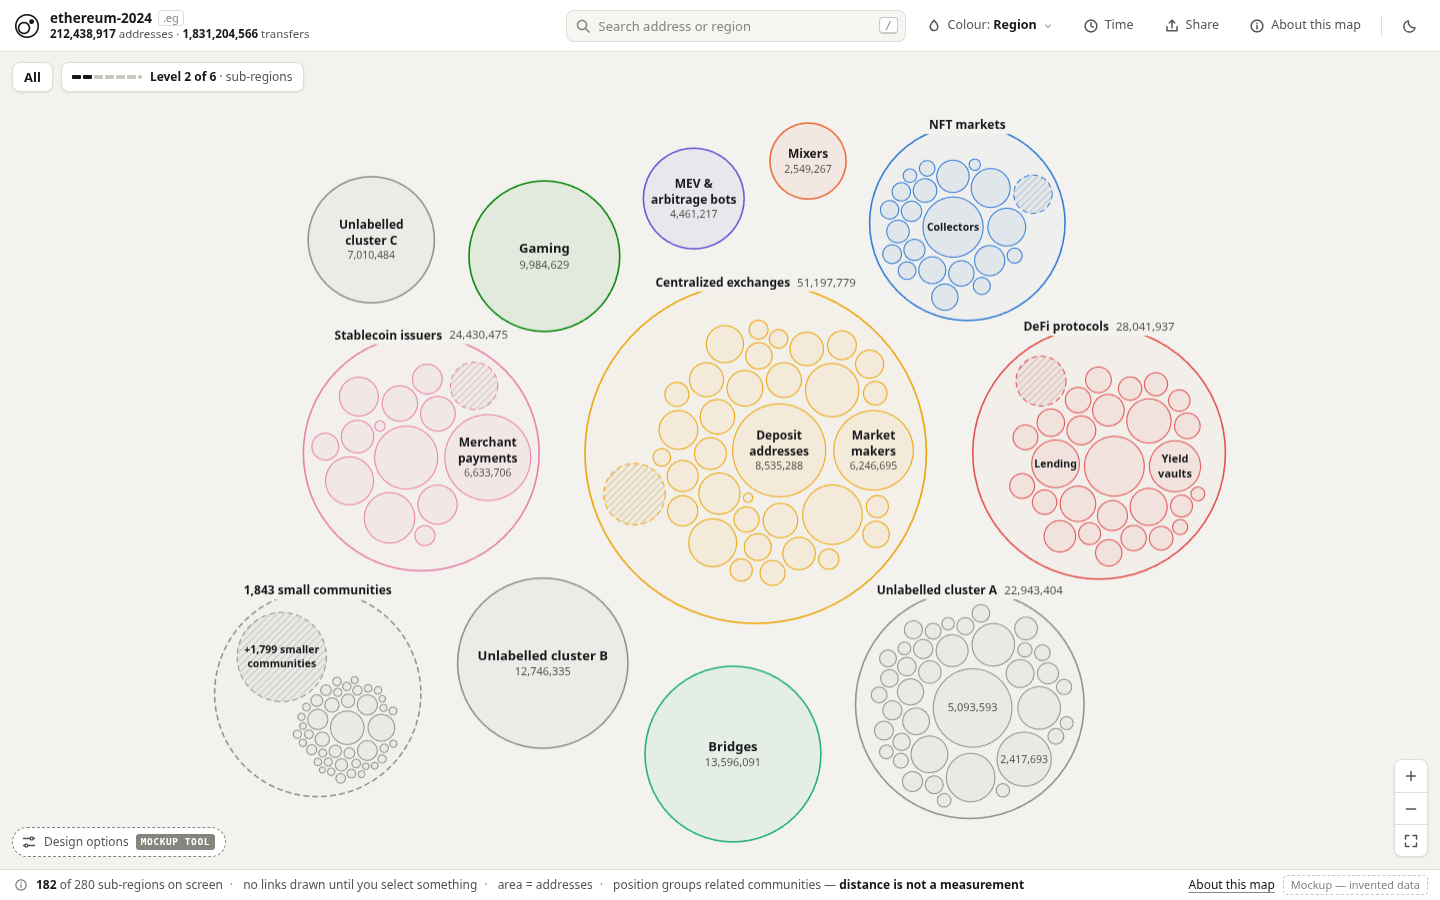 ethereum-2024 .eg
212,438,917 addresses · 1,831,204,566 transfers
Search address or region /
Colour: Region
Time
Share
About this map
All
Level 2 of 6 · sub-regions
NFT markets
Mixers
2,549,267
MEV &
arbitrage bots
4,461,217
Unlabelled
cluster C
7,010,484
Gaming
9,984,629
Collectors
Centralized exchanges 51,197,779
Stablecoin issuers 24,430,475
DeFi protocols 28,041,937
Merchant
payments
6,633,706
Deposit
addresses
8,535,288
Market
makers
6,246,695
Lending
Yield
vaults
1,843 small communities
Unlabelled cluster A 22,943,404
+1,799 smaller
communities
Unlabelled cluster B
12,746,335
5,093,593
Bridges
13,596,091
2,417,693
Design options MOCKUP TOOL
182 of 280 sub-regions on screen · no links drawn until you select something · area = addresses · position groups related communities — distance is not a measurement
About this map
Mockup — invented data